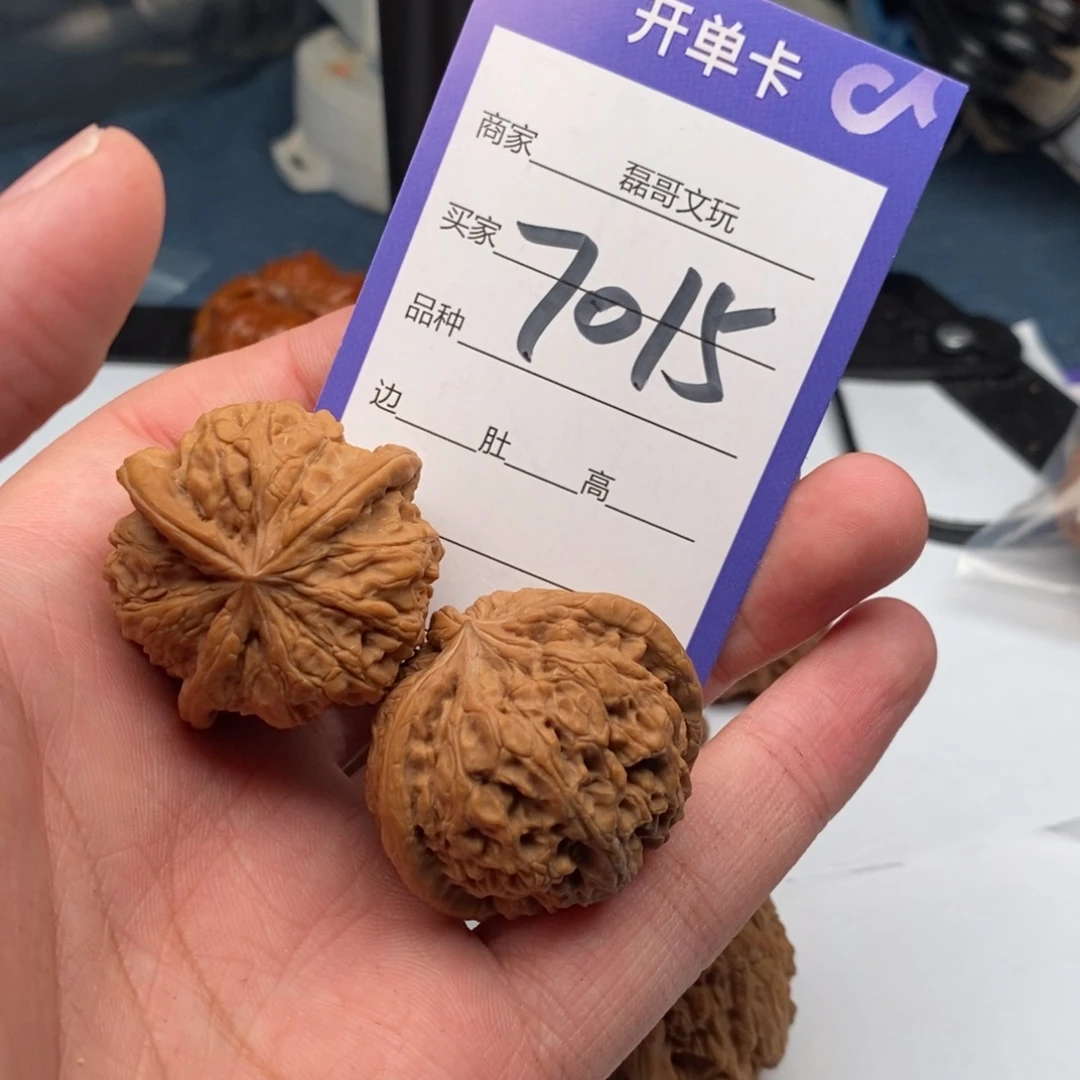 开单卡
商家 磊哥文玩
买家 7015
品种
边 肚 高